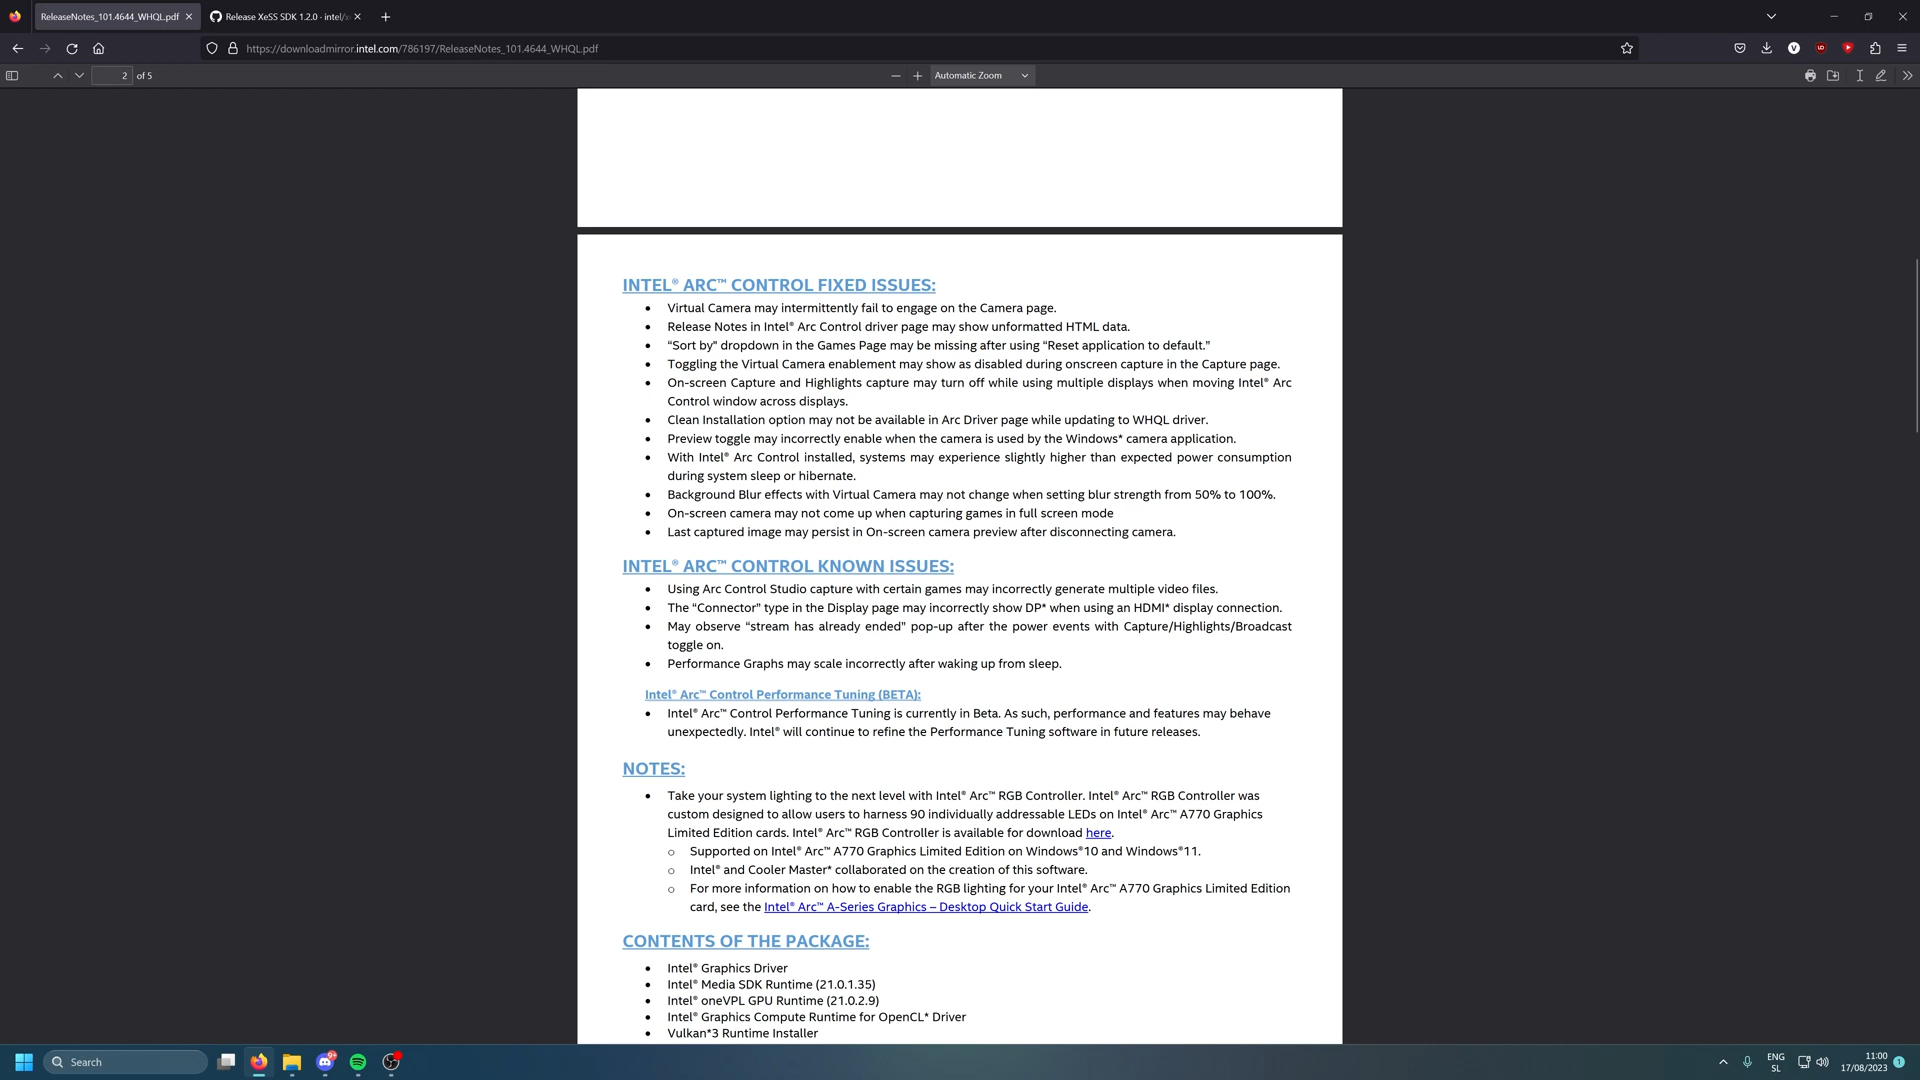 ReleaseNotes_101.4644_WHQL.pdf
Release XeSS SDK 1.2.0 · intel/x
https://downloadmirror.intel.com/786197/ReleaseNotes_101.4644_WHQL.pdf
2 of 5
Automatic Zoom
INTEL® ARC™ CONTROL FIXED ISSUES:
• Virtual Camera may intermittently fail to engage on the Camera page.
• Release Notes in Intel® Arc Control driver page may show unformatted HTML data.
• “Sort by” dropdown in the Games Page may be missing after using “Reset application to default.”
• Toggling the Virtual Camera enablement may show as disabled during onscreen capture in the Capture page.
• On-screen Capture and Highlights capture may turn off while using multiple displays when moving Intel® Arc
Control window across displays.
• Clean Installation option may not be available in Arc Driver page while updating to WHQL driver.
• Preview toggle may incorrectly enable when the camera is used by the Windows* camera application.
• With Intel® Arc Control installed, systems may experience slightly higher than expected power consumption
during system sleep or hibernate.
• Background Blur effects with Virtual Camera may not change when setting blur strength from 50% to 100%.
• On-screen camera may not come up when capturing games in full screen mode
• Last captured image may persist in On-screen camera preview after disconnecting camera.
INTEL® ARC™ CONTROL KNOWN ISSUES:
• Using Arc Control Studio capture with certain games may incorrectly generate multiple video files.
• The “Connector” type in the Display page may incorrectly show DP* when using an HDMI* display connection.
• May observe “stream has already ended” pop-up after the power events with Capture/Highlights/Broadcast
toggle on.
• Performance Graphs may scale incorrectly after waking up from sleep.
Intel® Arc™ Control Performance Tuning (BETA):
• Intel® Arc™ Control Performance Tuning is currently in Beta. As such, performance and features may behave
unexpectedly. Intel® will continue to refine the Performance Tuning software in future releases.
NOTES:
• Take your system lighting to the next level with Intel® Arc™ RGB Controller. Intel® Arc™ RGB Controller was
custom designed to allow users to harness 90 individually addressable LEDs on Intel® Arc™ A770 Graphics
Limited Edition cards. Intel® Arc™ RGB Controller is available for download here.
o Supported on Intel® Arc™ A770 Graphics Limited Edition on Windows®10 and Windows®11.
o Intel® and Cooler Master* collaborated on the creation of this software.
o For more information on how to enable the RGB lighting for your Intel® Arc™ A770 Graphics Limited Edition
card, see the Intel® Arc™ A-Series Graphics – Desktop Quick Start Guide.
CONTENTS OF THE PACKAGE:
• Intel® Graphics Driver
• Intel® Media SDK Runtime (21.0.1.35)
• Intel® oneVPL GPU Runtime (21.0.2.9)
• Intel® Graphics Compute Runtime for OpenCL* Driver
• Vulkan*3 Runtime Installer
Search
9+
ENG
SL
11:00
17/08/2023
1